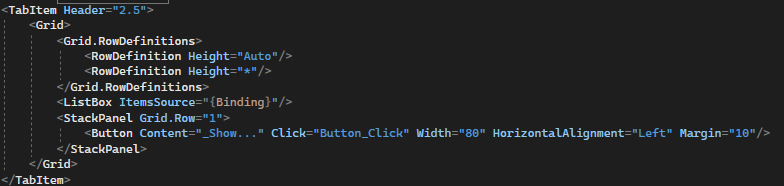 <TabItem Header="2.5">
<Grid>
<Grid.RowDefinitions>
<RowDefinition Height="Auto"/>
<RowDefinition Height="*"/>
</Grid.RowDefinitions>
<ListBox ItemsSource="{Binding}"/>
<StackPanel Grid.Row="1">
<Button Content="_Show..." Click="Button_Click" Width="80" HorizontalAlignment="Left" Margin="10"/>
</StackPanel>
</Grid>
</TabItem>